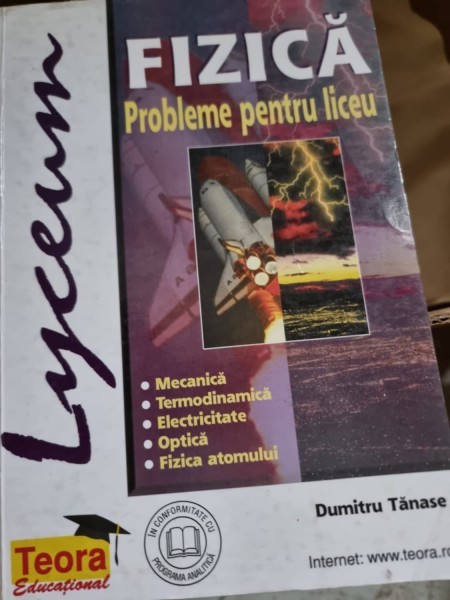 Lyceum
FIZICĂ
Probleme pentru liceu
• Mecanică
• Termodinamică
• Electricitate
• Optică
• Fizica atomului
Dumitru Tănase
Teora
Educaţional
ÎN CONFORMITATE CU
PROGRAMA ANALITICĂ
Internet: www.teora.ro